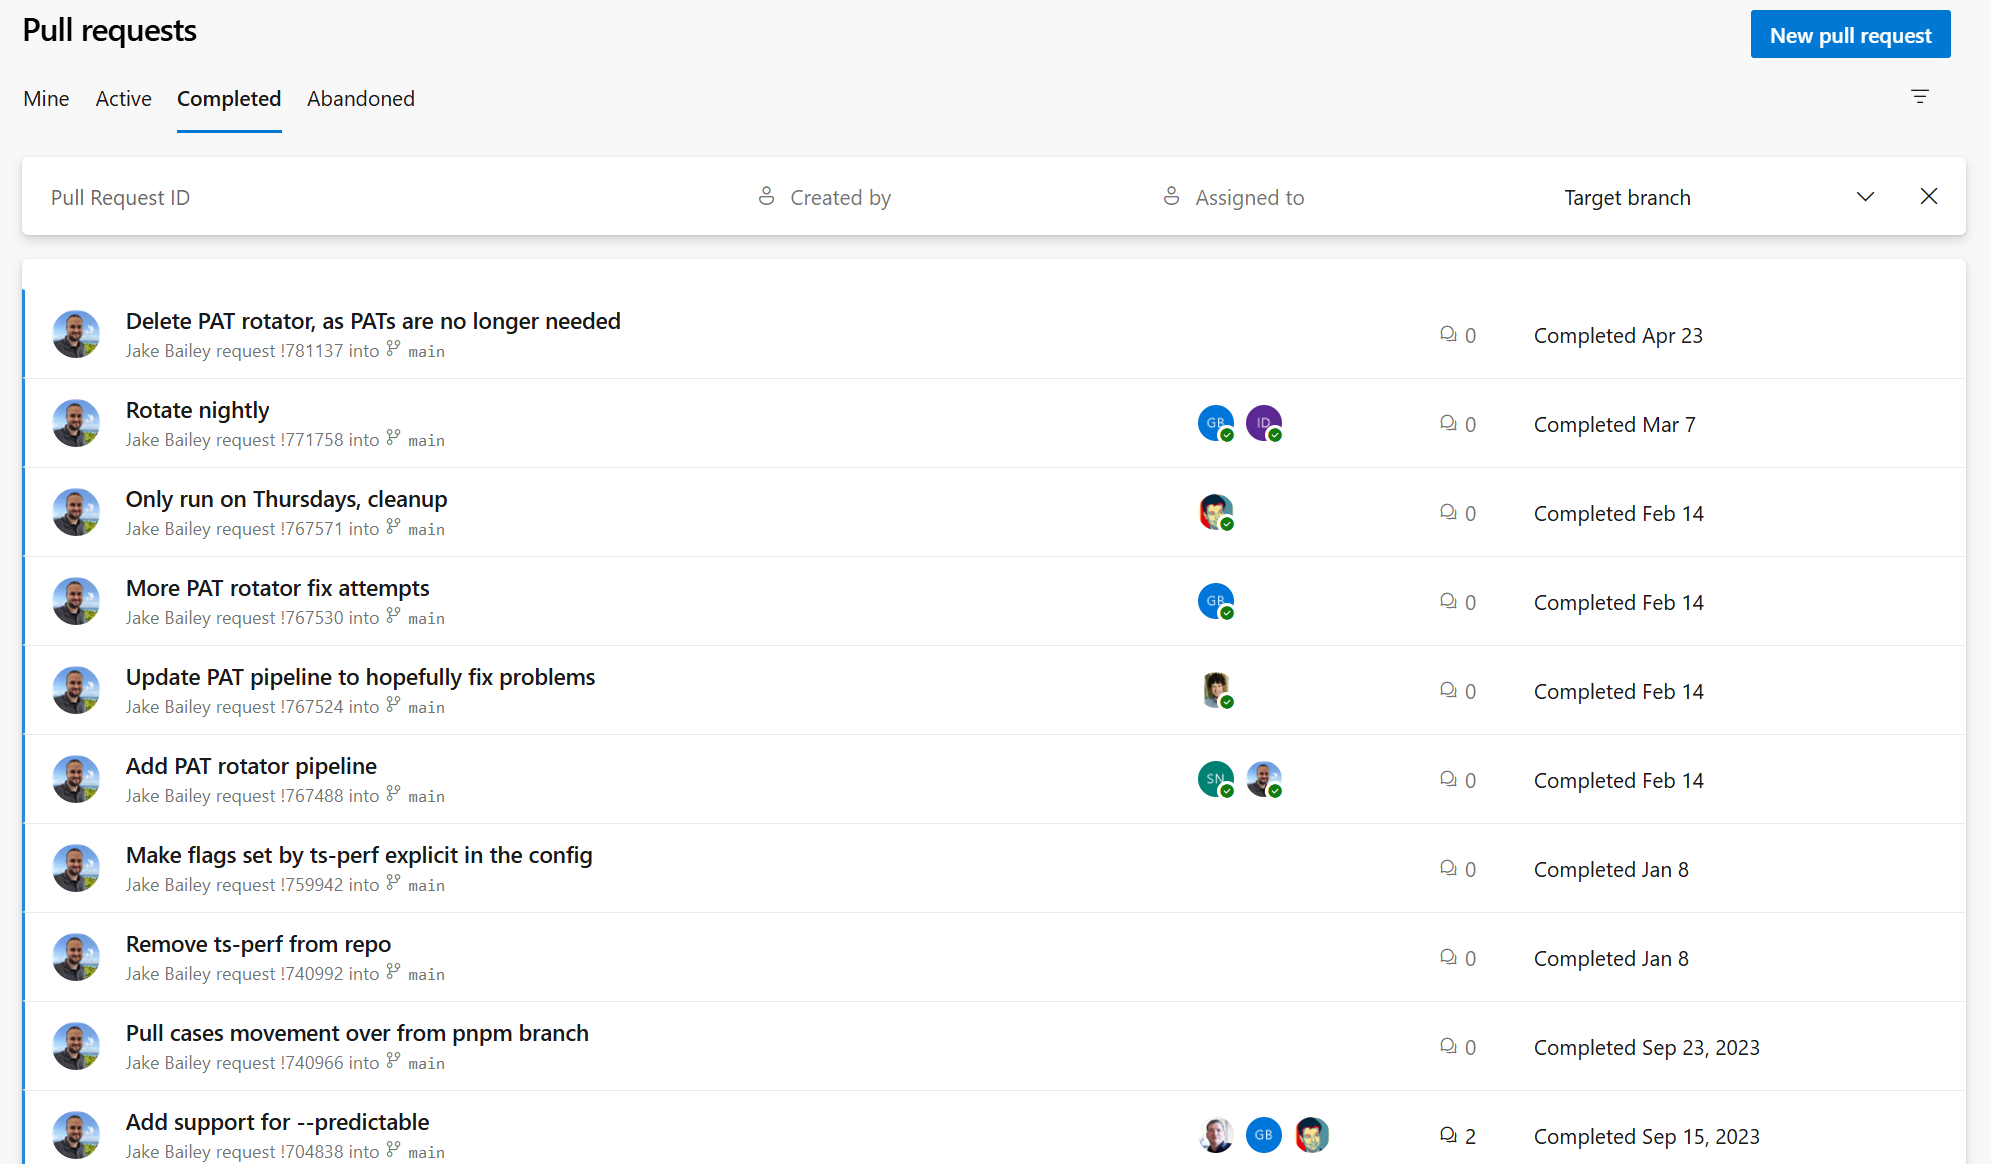 Pull requests
New pull request
Mine Active Completed Abandoned
Pull Request ID Created by Assigned to Target branch
Delete PAT rotator, as PATs are no longer needed
Jake Bailey request !781137 into main
0 Completed Apr 23
Rotate nightly
Jake Bailey request !771758 into main
GB ID 0 Completed Mar 7
Only run on Thursdays, cleanup
Jake Bailey request !767571 into main
0 Completed Feb 14
More PAT rotator fix attempts
Jake Bailey request !767530 into main
GB 0 Completed Feb 14
Update PAT pipeline to hopefully fix problems
Jake Bailey request !767524 into main
0 Completed Feb 14
Add PAT rotator pipeline
Jake Bailey request !767488 into main
SN 0 Completed Feb 14
Make flags set by ts-perf explicit in the config
Jake Bailey request !759942 into main
0 Completed Jan 8
Remove ts-perf from repo
Jake Bailey request !740992 into main
0 Completed Jan 8
Pull cases movement over from pnpm branch
Jake Bailey request !740966 into main
0 Completed Sep 23, 2023
Add support for --predictable
Jake Bailey request !704838 into main
GB 2 Completed Sep 15, 2023